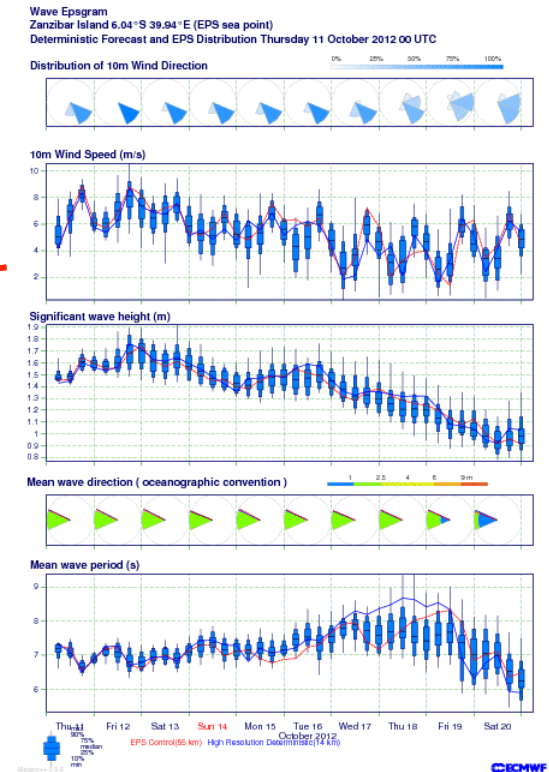 Wave Epsgram
Zanzibar Island 6.04°S 39.94°E (EPS sea point)
Deterministic Forecast and EPS Distribution Thursday 11 October 2012 00 UTC
Distribution of 10m Wind Direction
0% 25% 50% 75% 100%
10m Wind Speed (m/s)
10
8
6
4
2
Significant wave height (m)
1.9
1.8
1.7
1.6
1.5
1.4
1.3
1.2
1.1
1
0.9
0.8
Mean wave direction ( oceanographic convention )
1 2.5 4 6 9 m
Mean wave period (s)
9
8
7
6
Thu 11 Fri 12 Sat 13 Sun 14 Mon 15 Tue 16 Wed 17 Thu 18 Fri 19 Sat 20
October 2012
max
90%
75%
median
25%
10%
min
EPS Control(55 km) High Resolution Deterministic(14 km)
ECMWF